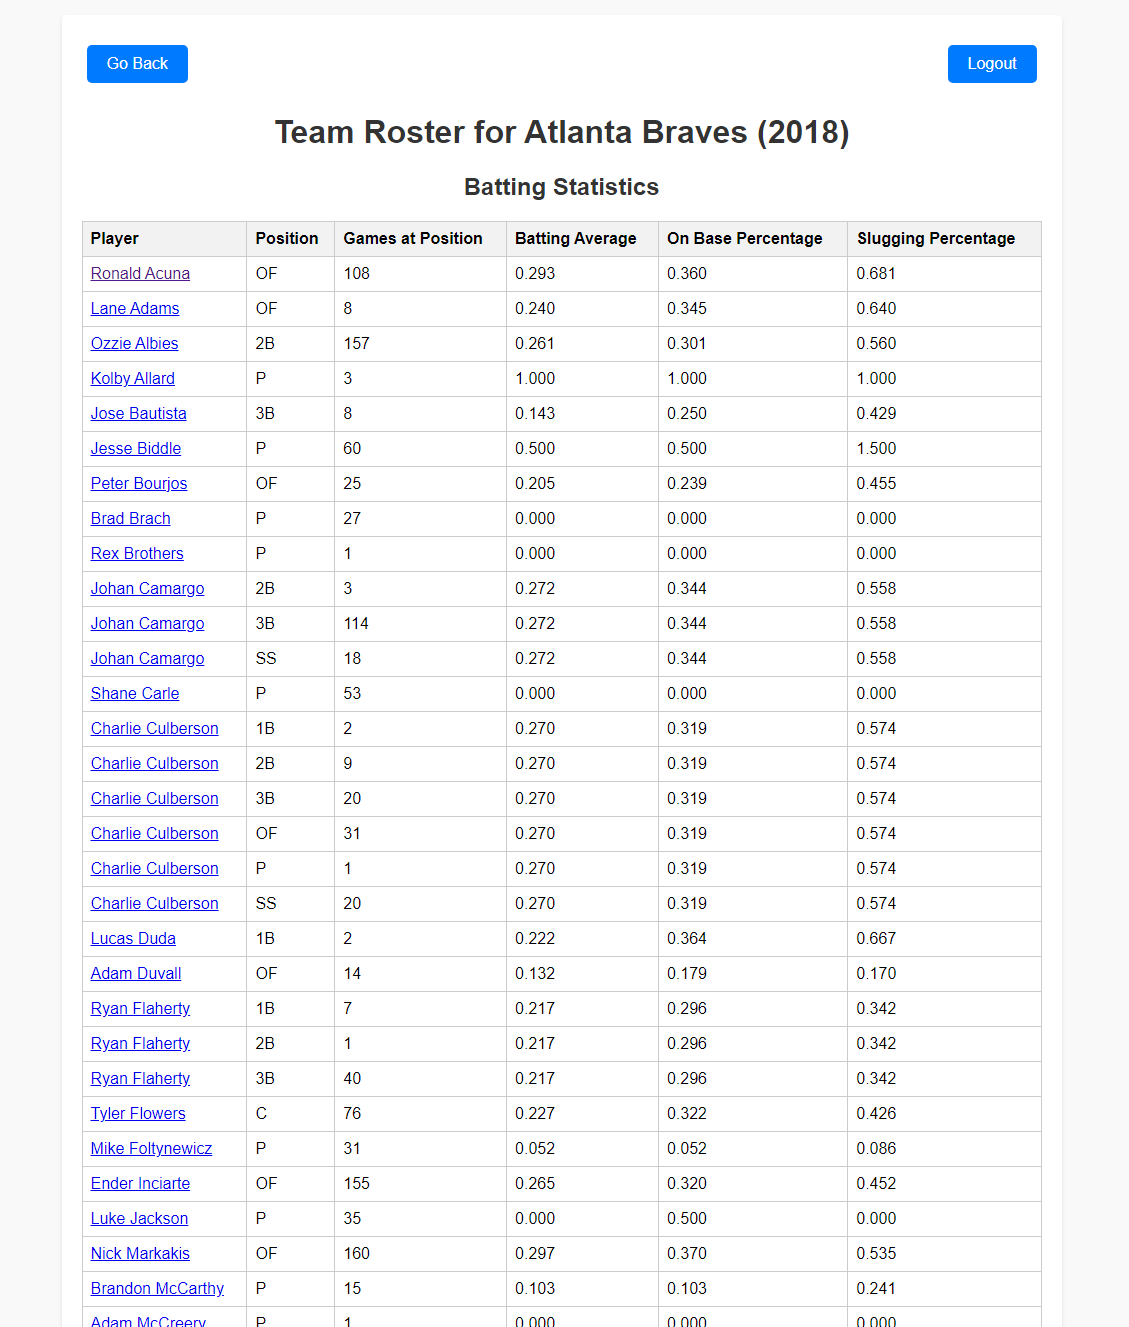 Go Back Logout
Team Roster for Atlanta Braves (2018)
Batting Statistics
Player Position Games at Position Batting Average On Base Percentage Slugging Percentage
Ronald Acuna OF 108 0.293 0.360 0.681
Lane Adams OF 8 0.240 0.345 0.640
Ozzie Albies 2B 157 0.261 0.301 0.560
Kolby Allard P 3 1.000 1.000 1.000
Jose Bautista 3B 8 0.143 0.250 0.429
Jesse Biddle P 60 0.500 0.500 1.500
Peter Bourjos OF 25 0.205 0.239 0.455
Brad Brach P 27 0.000 0.000 0.000
Rex Brothers P 1 0.000 0.000 0.000
Johan Camargo 2B 3 0.272 0.344 0.558
Johan Camargo 3B 114 0.272 0.344 0.558
Johan Camargo SS 18 0.272 0.344 0.558
Shane Carle P 53 0.000 0.000 0.000
Charlie Culberson 1B 2 0.270 0.319 0.574
Charlie Culberson 2B 9 0.270 0.319 0.574
Charlie Culberson 3B 20 0.270 0.319 0.574
Charlie Culberson OF 31 0.270 0.319 0.574
Charlie Culberson P 1 0.270 0.319 0.574
Charlie Culberson SS 20 0.270 0.319 0.574
Lucas Duda 1B 2 0.222 0.364 0.667
Adam Duvall OF 14 0.132 0.179 0.170
Ryan Flaherty 1B 7 0.217 0.296 0.342
Ryan Flaherty 2B 1 0.217 0.296 0.342
Ryan Flaherty 3B 40 0.217 0.296 0.342
Tyler Flowers C 76 0.227 0.322 0.426
Mike Foltynewicz P 31 0.052 0.052 0.086
Ender Inciarte OF 155 0.265 0.320 0.452
Luke Jackson P 35 0.000 0.500 0.000
Nick Markakis OF 160 0.297 0.370 0.535
Brandon McCarthy P 15 0.103 0.103 0.241
Adam McCreery P 1 0.000 0.000 0.000